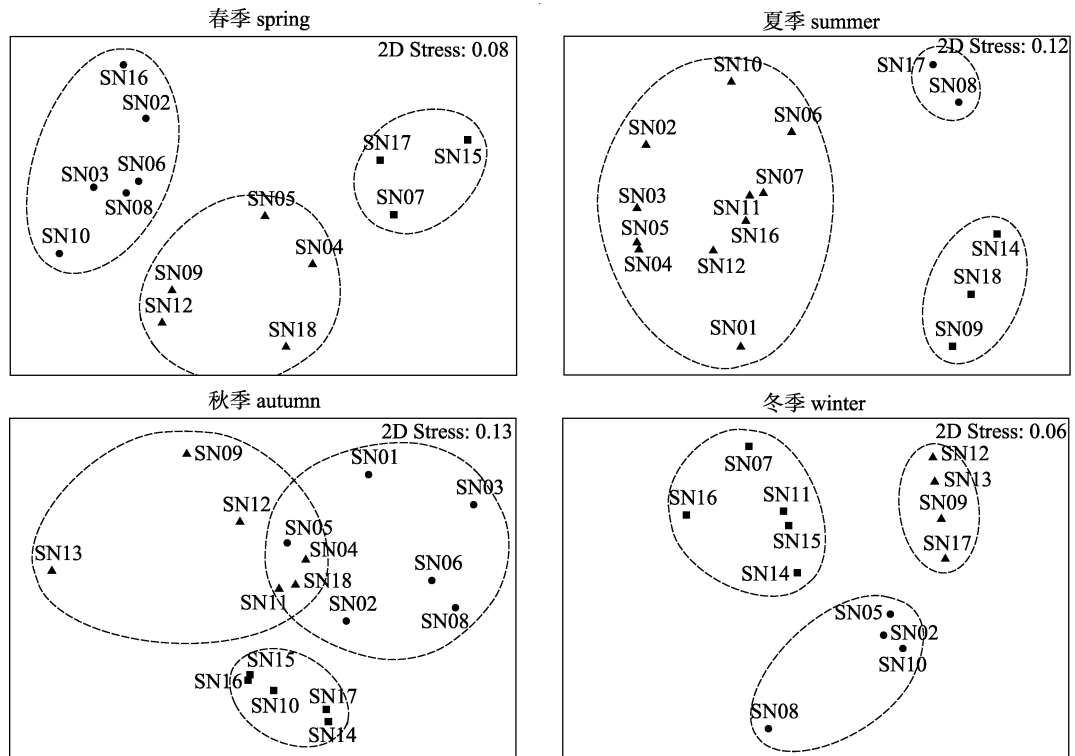 春季 spring
2D Stress: 0.08
SN16
SN02
SN03
SN06
SN08
SN10
SN17
SN15
SN07
SN05
SN04
SN09
SN12
SN18
夏季 summer
2D Stress: 0.12
SN10
SN17
SN08
SN06
SN02
SN07
SN03
SN11
SN05
SN16
SN04
SN12
SN01
SN14
SN18
SN09
秋季 autumn
2D Stress: 0.13
SN09
SN01
SN03
SN12
SN05
SN04
SN13
SN06
SN18
SN11
SN02
SN08
SN15
SN16
SN10
SN17
SN14
冬季 winter
2D Stress: 0.06
SN12
SN07
SN13
SN16
SN11
SN09
SN15
SN17
SN14
SN05
SN02
SN10
SN08